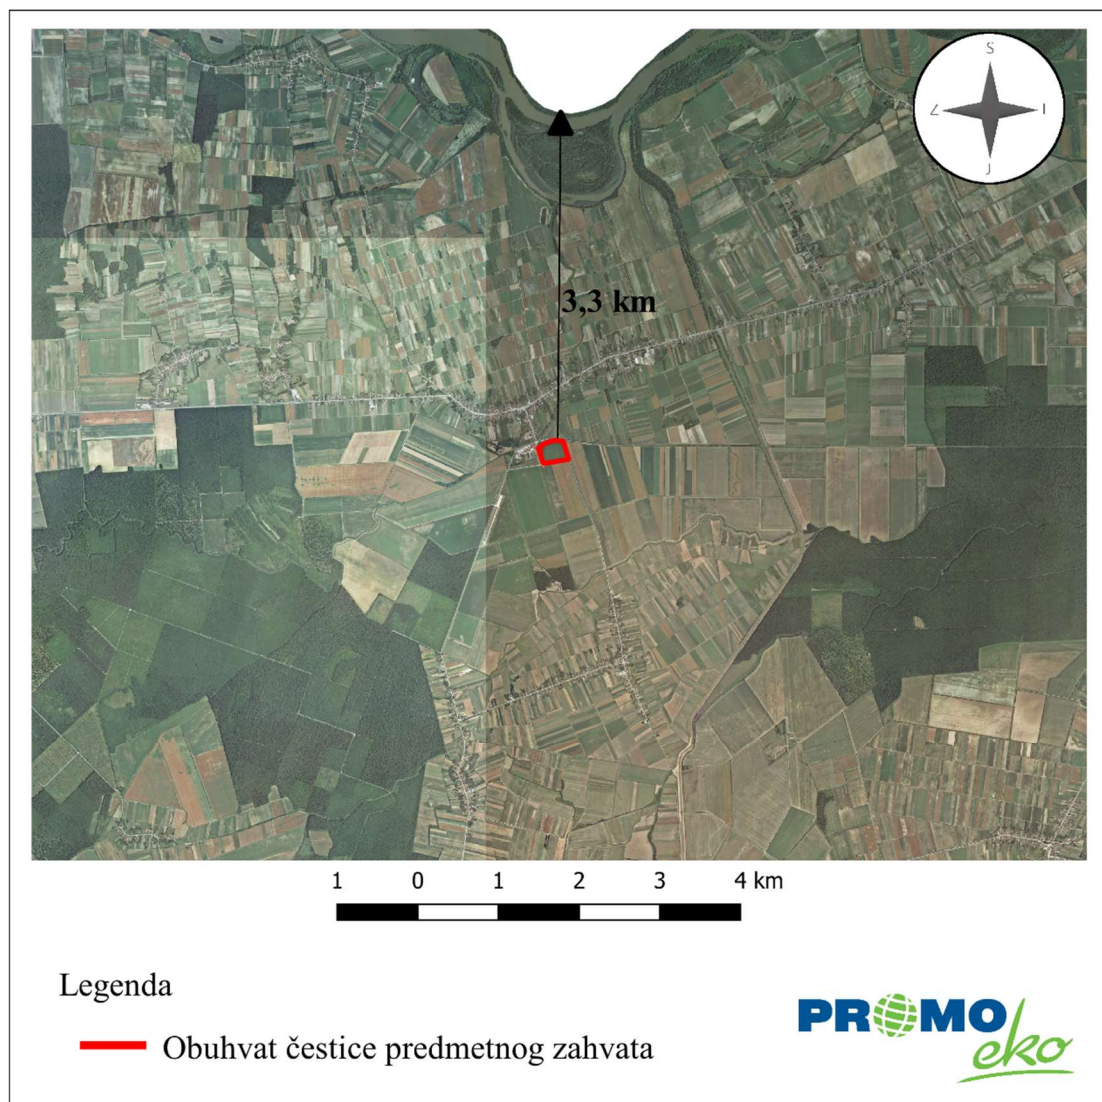 S
Z I
J
3,3 km
1 0 1 2 3 4 km
Legenda
Obuhvat čestice predmetnog zahvata
PROMO
eko